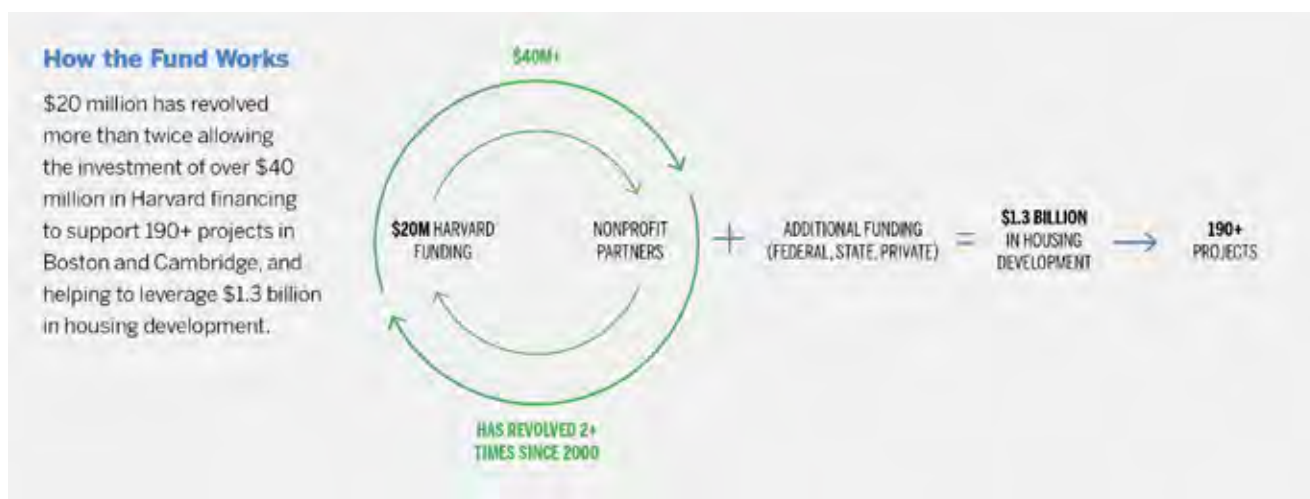 How the Fund Works
$20 million has revolved
more than twice allowing
the investment of over $40
million in Harvard financing
to support 190+ projects in
Boston and Cambridge, and
helping to leverage $1.3 billion
in housing development.
$40M+
$20M HARVARD
FUNDING
NONPROFIT
PARTNERS
+
ADDITIONAL FUNDING
(FEDERAL, STATE, PRIVATE)
=
$1.3 BILLION
IN HOUSING
DEVELOPMENT
190+
PROJECTS
HAS REVOLVED 2+
TIMES SINCE 2000